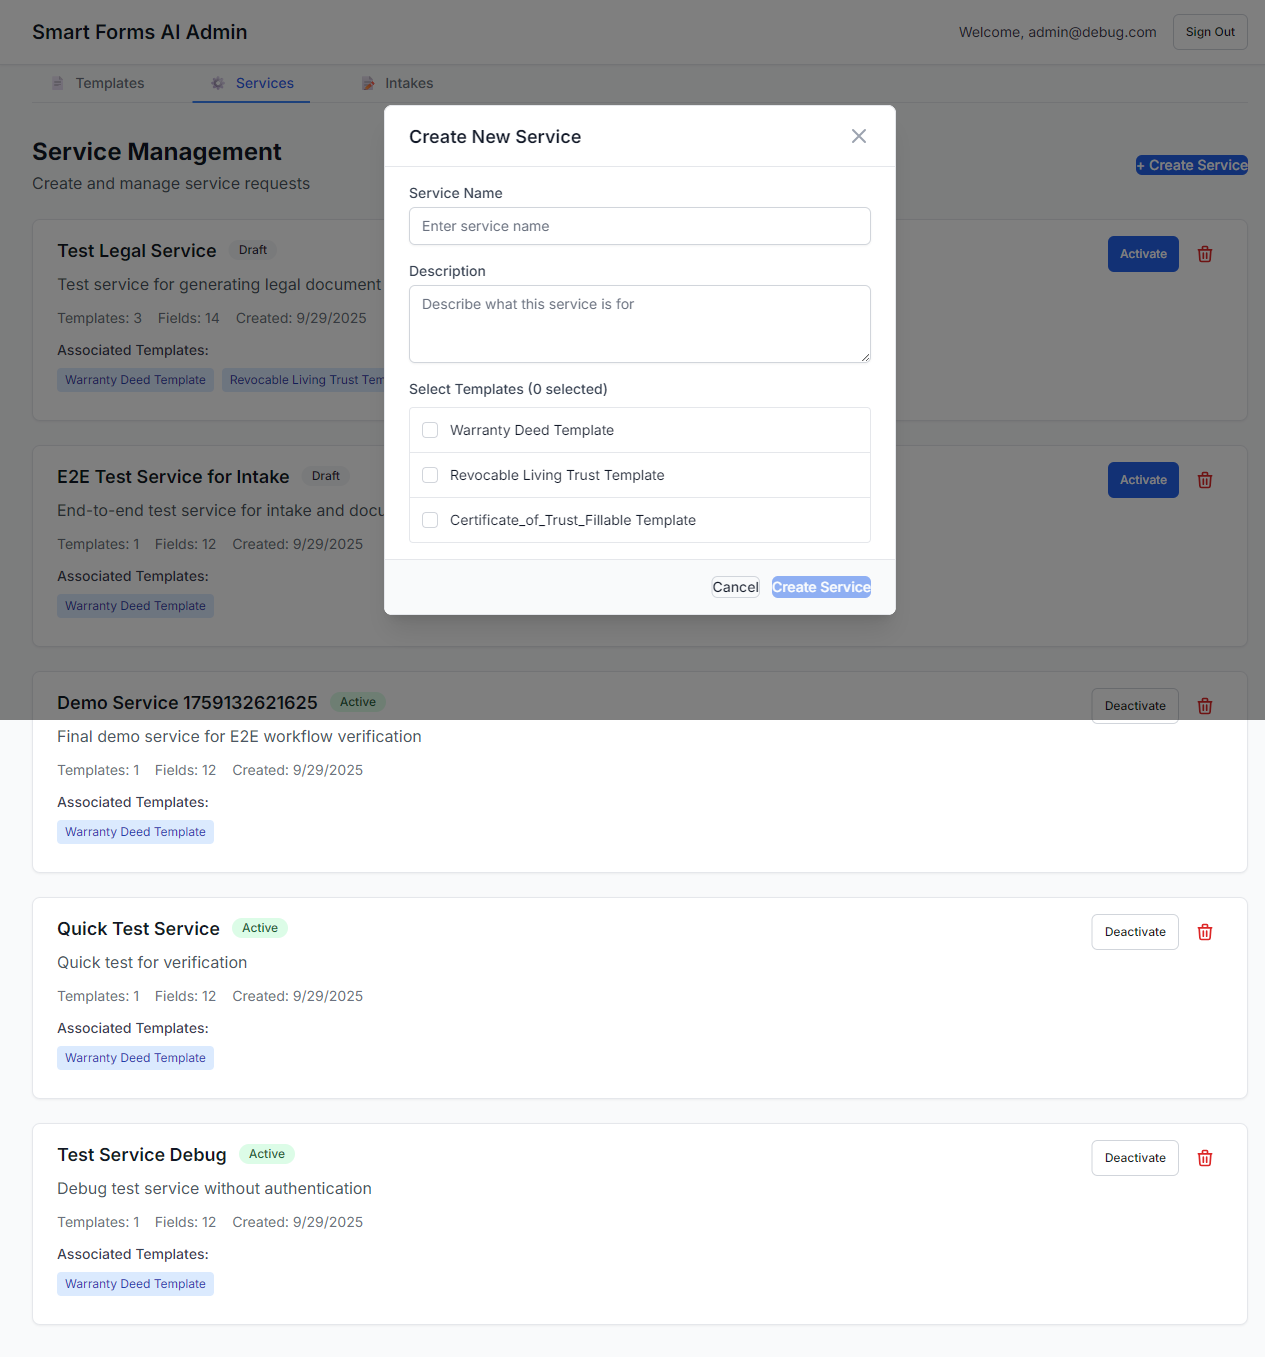 Smart Forms AI Admin
Welcome, admin@debug.com
Sign Out
Templates
Services
Intakes
Service Management
Create and manage service requests
+ Create Service
Test Legal Service
Draft
Activate
Test service for generating legal document
Templates: 3 Fields: 14 Created: 9/29/2025
Associated Templates:
Warranty Deed Template
Revocable Living Trust
E2E Test Service for Intake
Draft
Activate
End-to-end test service for intake and
Templates: 1 Fields: 12 Created: 9/29/2025
Associated Templates:
Warranty Deed Template
Create New Service
Service Name
Enter service name
Description
Describe what this service is for
Select Templates (0 selected)
Warranty Deed Template
Revocable Living Trust Template
Certificate_of_Trust_Fillable Template
Cancel
Create Service
Demo Service 1759132621625
Active
Deactivate
Final demo service for E2E workflow verification
Templates: 1 Fields: 12 Created: 9/29/2025
Associated Templates:
Warranty Deed Template
Quick Test Service
Active
Deactivate
Quick test for verification
Templates: 1 Fields: 12 Created: 9/29/2025
Associated Templates:
Warranty Deed Template
Test Service Debug
Active
Deactivate
Debug test service without authentication
Templates: 1 Fields: 12 Created: 9/29/2025
Associated Templates:
Warranty Deed Template